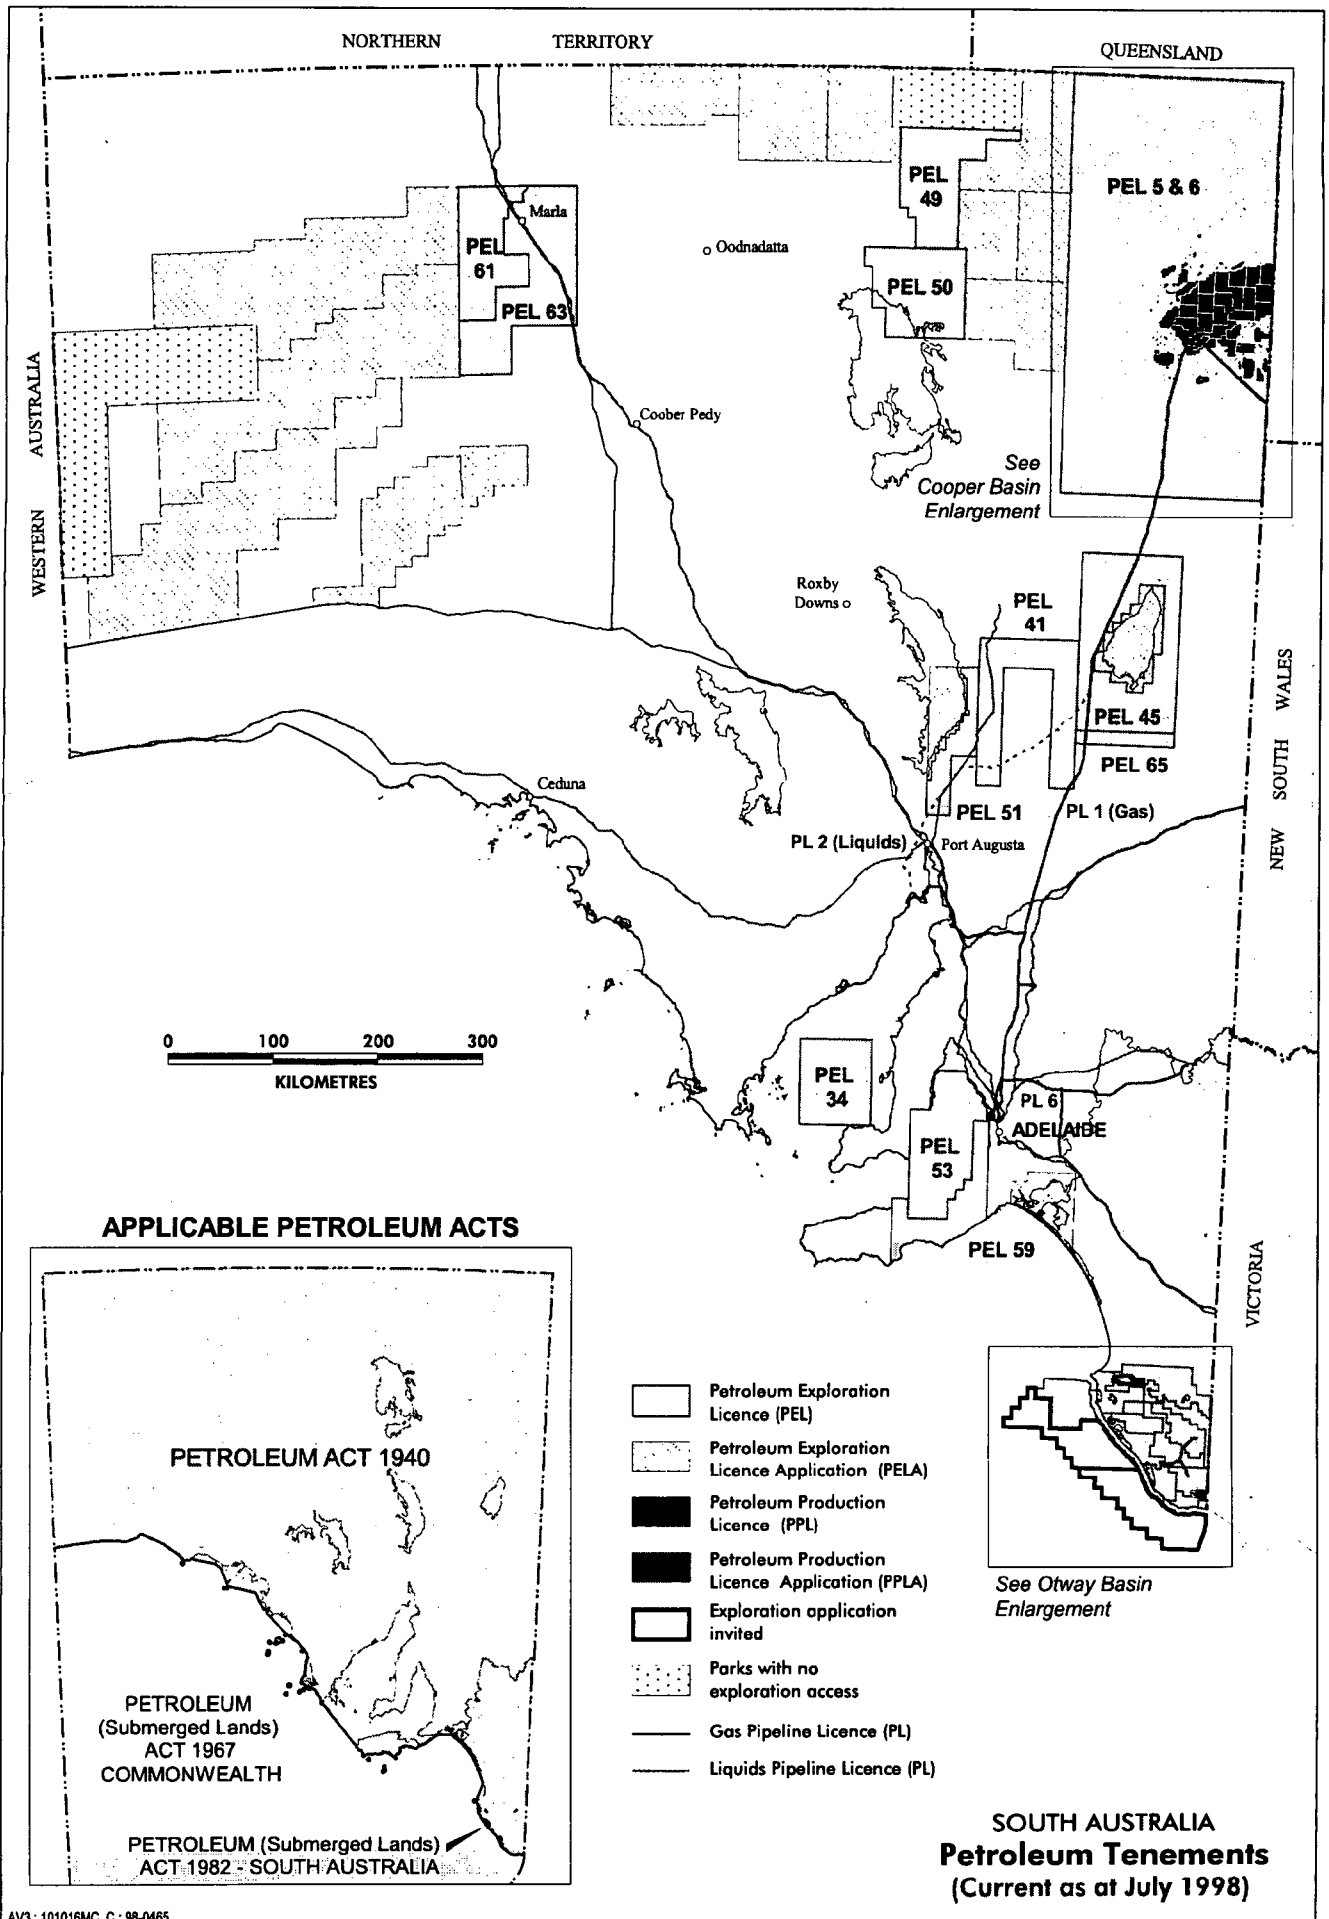 NORTHERN TERRITORY
QUEENSLAND
PEL 5 & 6
PEL
49
Marla
Oodnadatta
PEL
61
PEL 63
PEL 50
WESTERN AUSTRALIA
Coober Pedy
See
Cooper Basin
Enlargement
Roxby
Downs
PEL
41
NEW SOUTH WALES
PEL 45
PEL 65
Ceduna
PEL 51
PL 1 (Gas)
PL 2 (Liquids)
Port Augusta
0 100 200 300
KILOMETRES
PEL
34
PL 6
ADELAIDE
PEL
53
PEL 59
VICTORIA
APPLICABLE PETROLEUM ACTS
PETROLEUM ACT 1940
PETROLEUM
(Submerged Lands)
ACT 1967
COMMONWEALTH
PETROLEUM (Submerged Lands)
ACT 1982 - SOUTH AUSTRALIA
Petroleum Exploration
Licence (PEL)
Petroleum Exploration
Licence Application (PELA)
Petroleum Production
Licence (PPL)
Petroleum Production
Licence Application (PPLA)
Exploration application
invited
Parks with no
exploration access
Gas Pipeline Licence (PL)
Liquids Pipeline Licence (PL)
See Otway Basin
Enlargement
SOUTH AUSTRALIA
Petroleum Tenements
(Current as at July 1998)
AV3 : 101016MC C : 98-0465